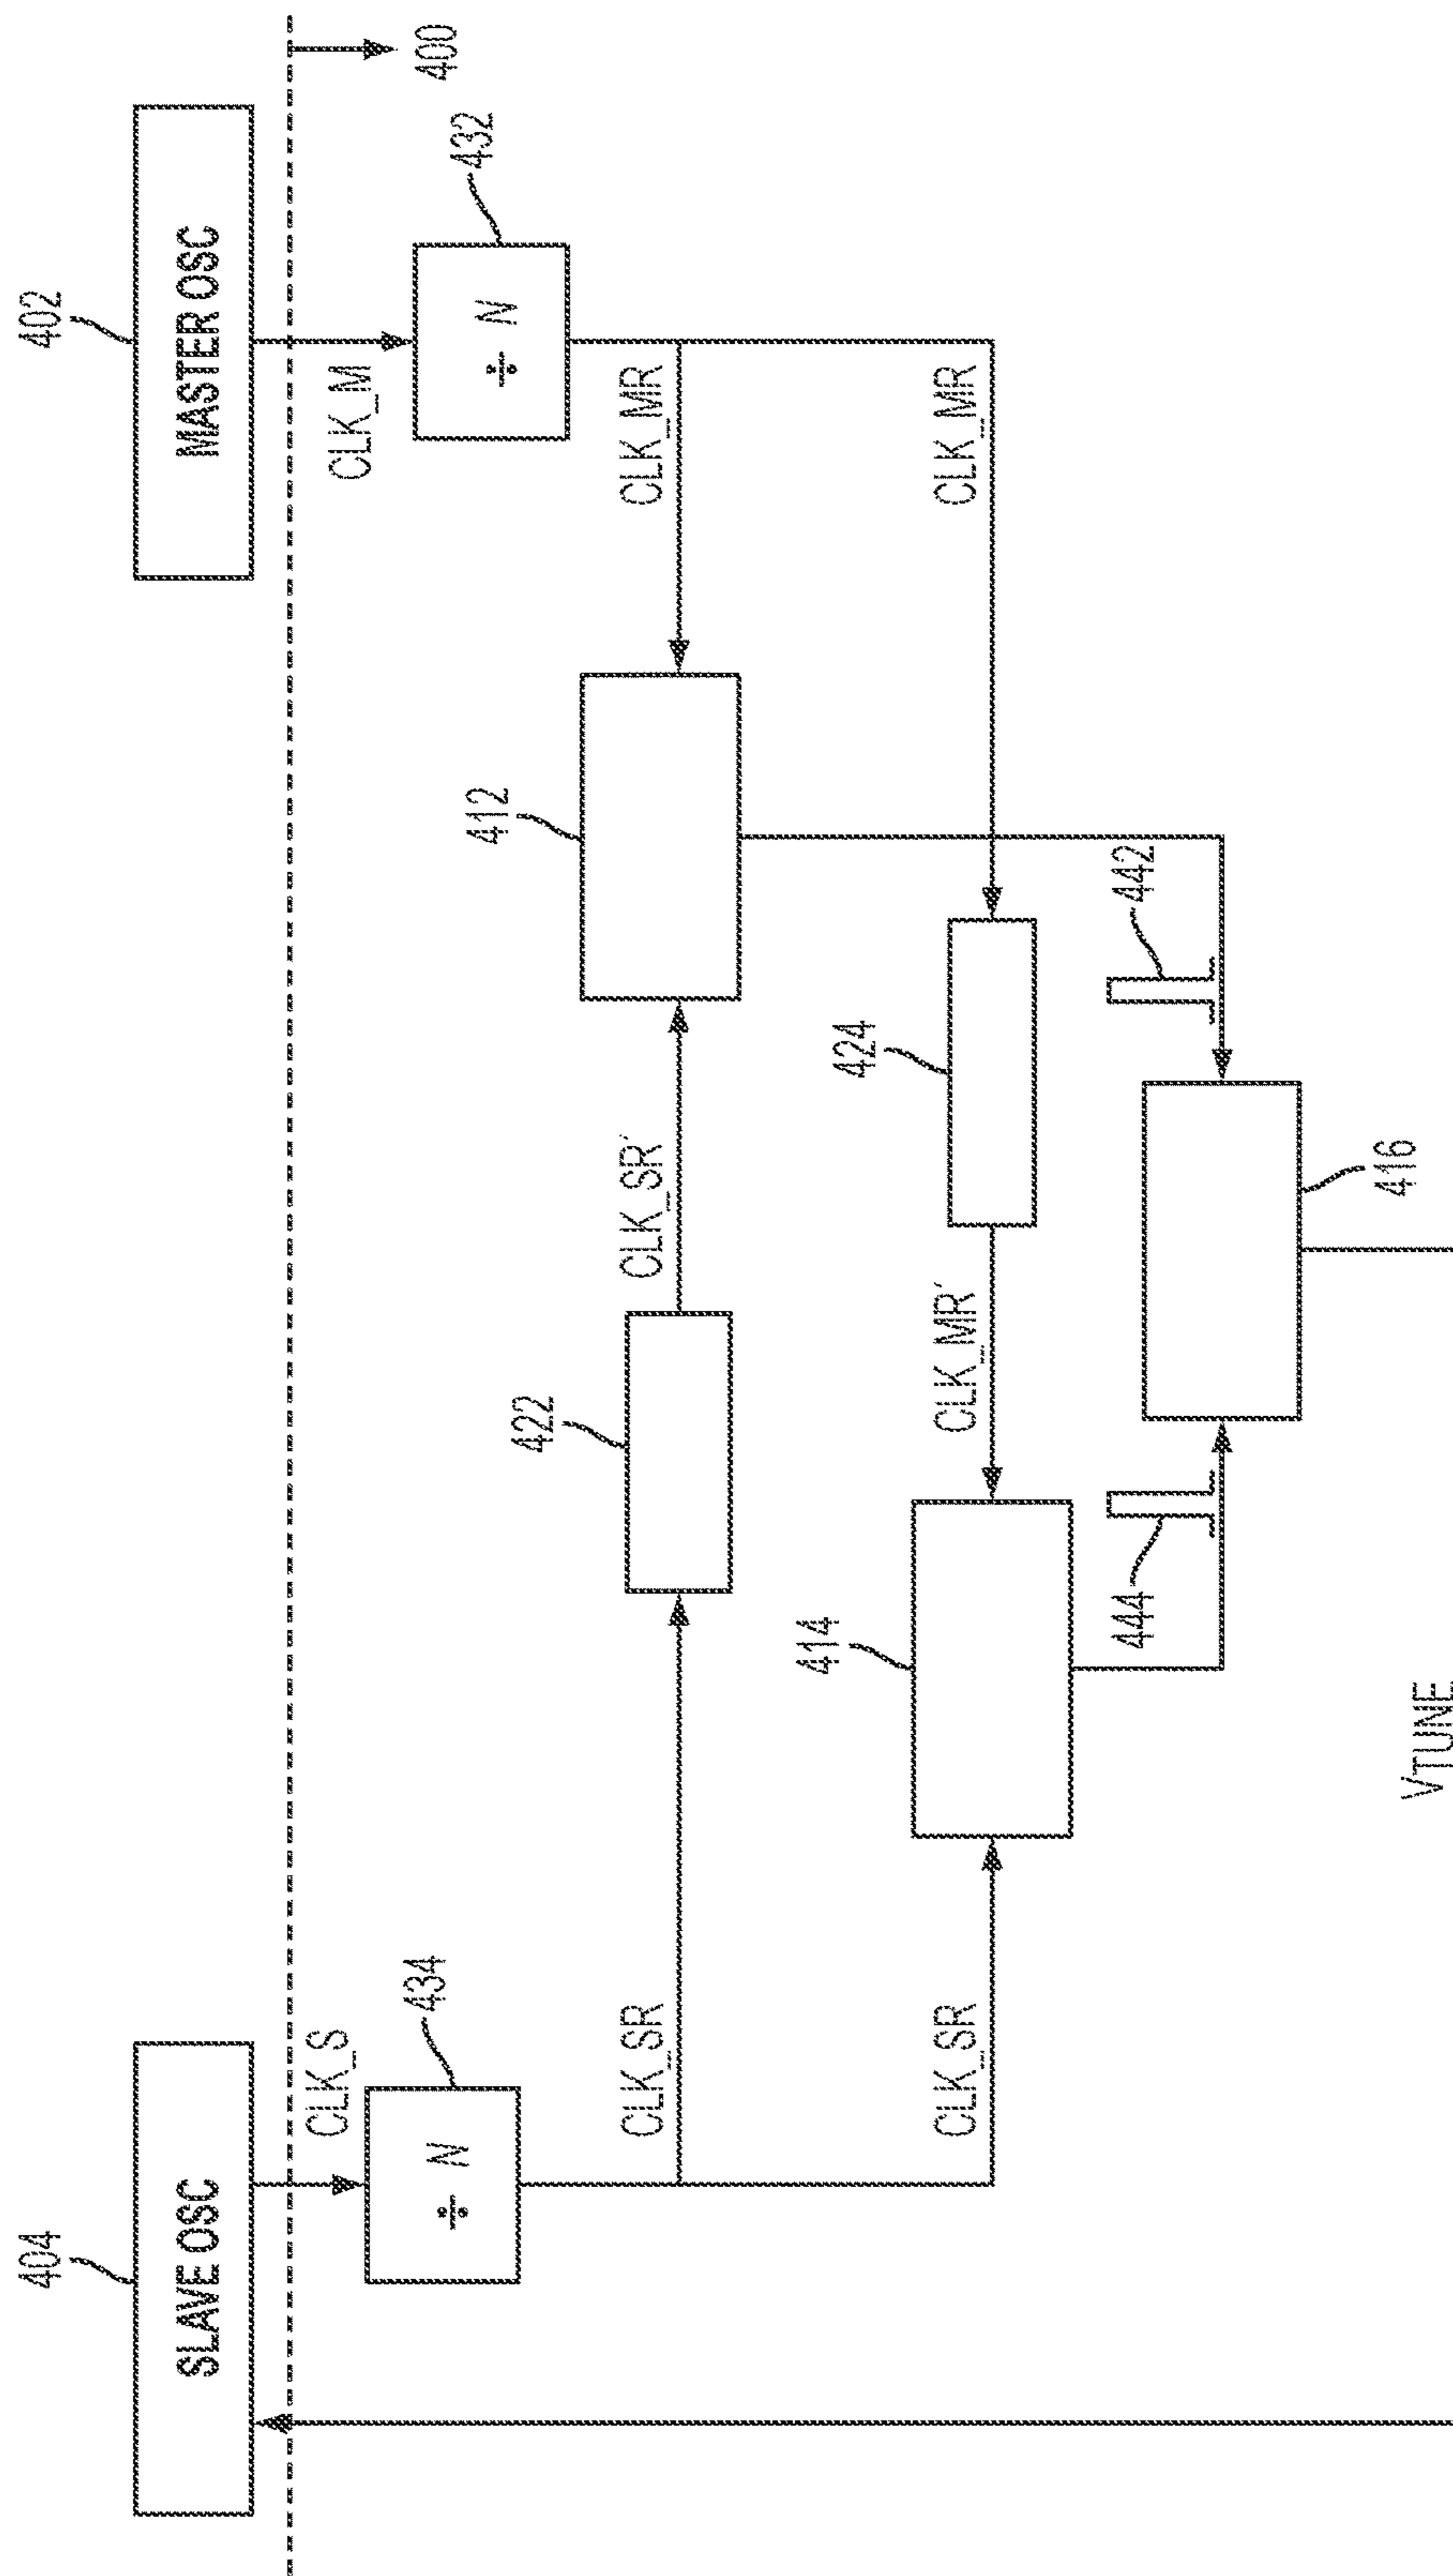 404
402
SLAVE OSC
MASTER OSC
400
CLK_S
CLK_M
434
432
÷ N
÷ N
422
412
CLK_SR
CLK_SR′
CLK_MR
414
424
CLK_SR
CLK_MR′
CLK_MR
444
442
VTUNE
416